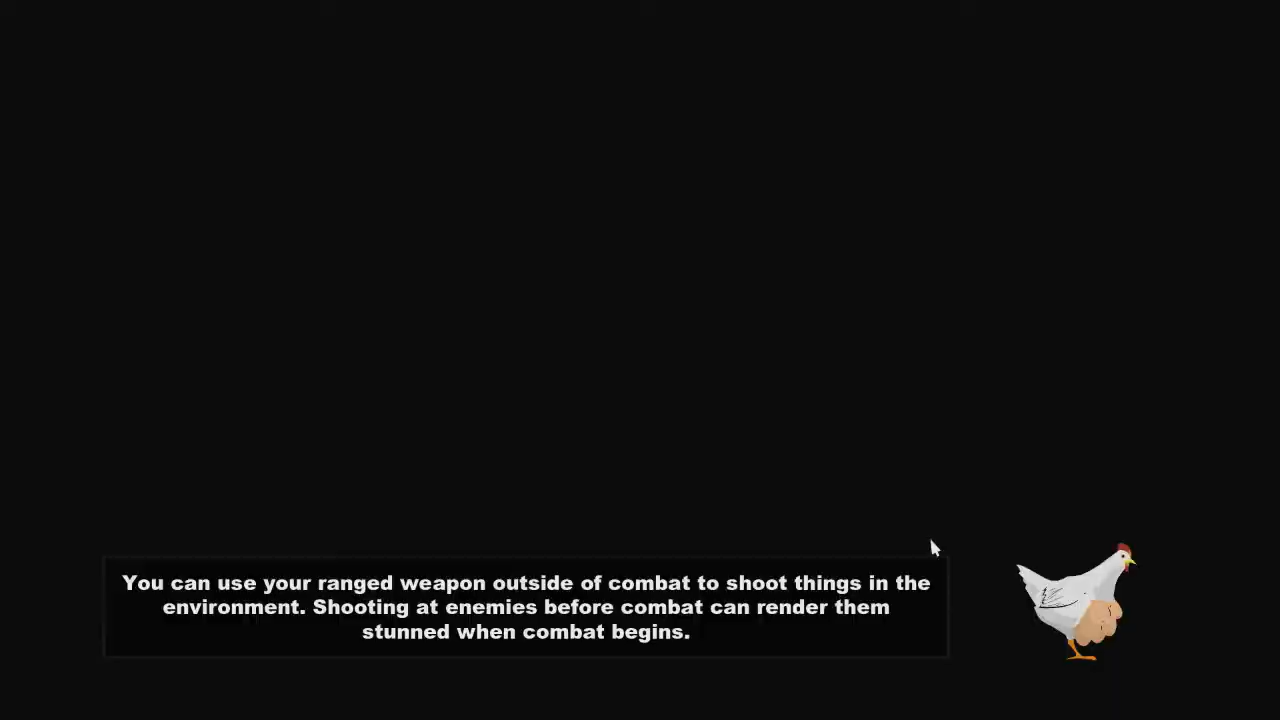 You can use your ranged weapon outside of combat to shoot things in the
environment. Shooting at enemies before combat can render them
stunned when combat begins.